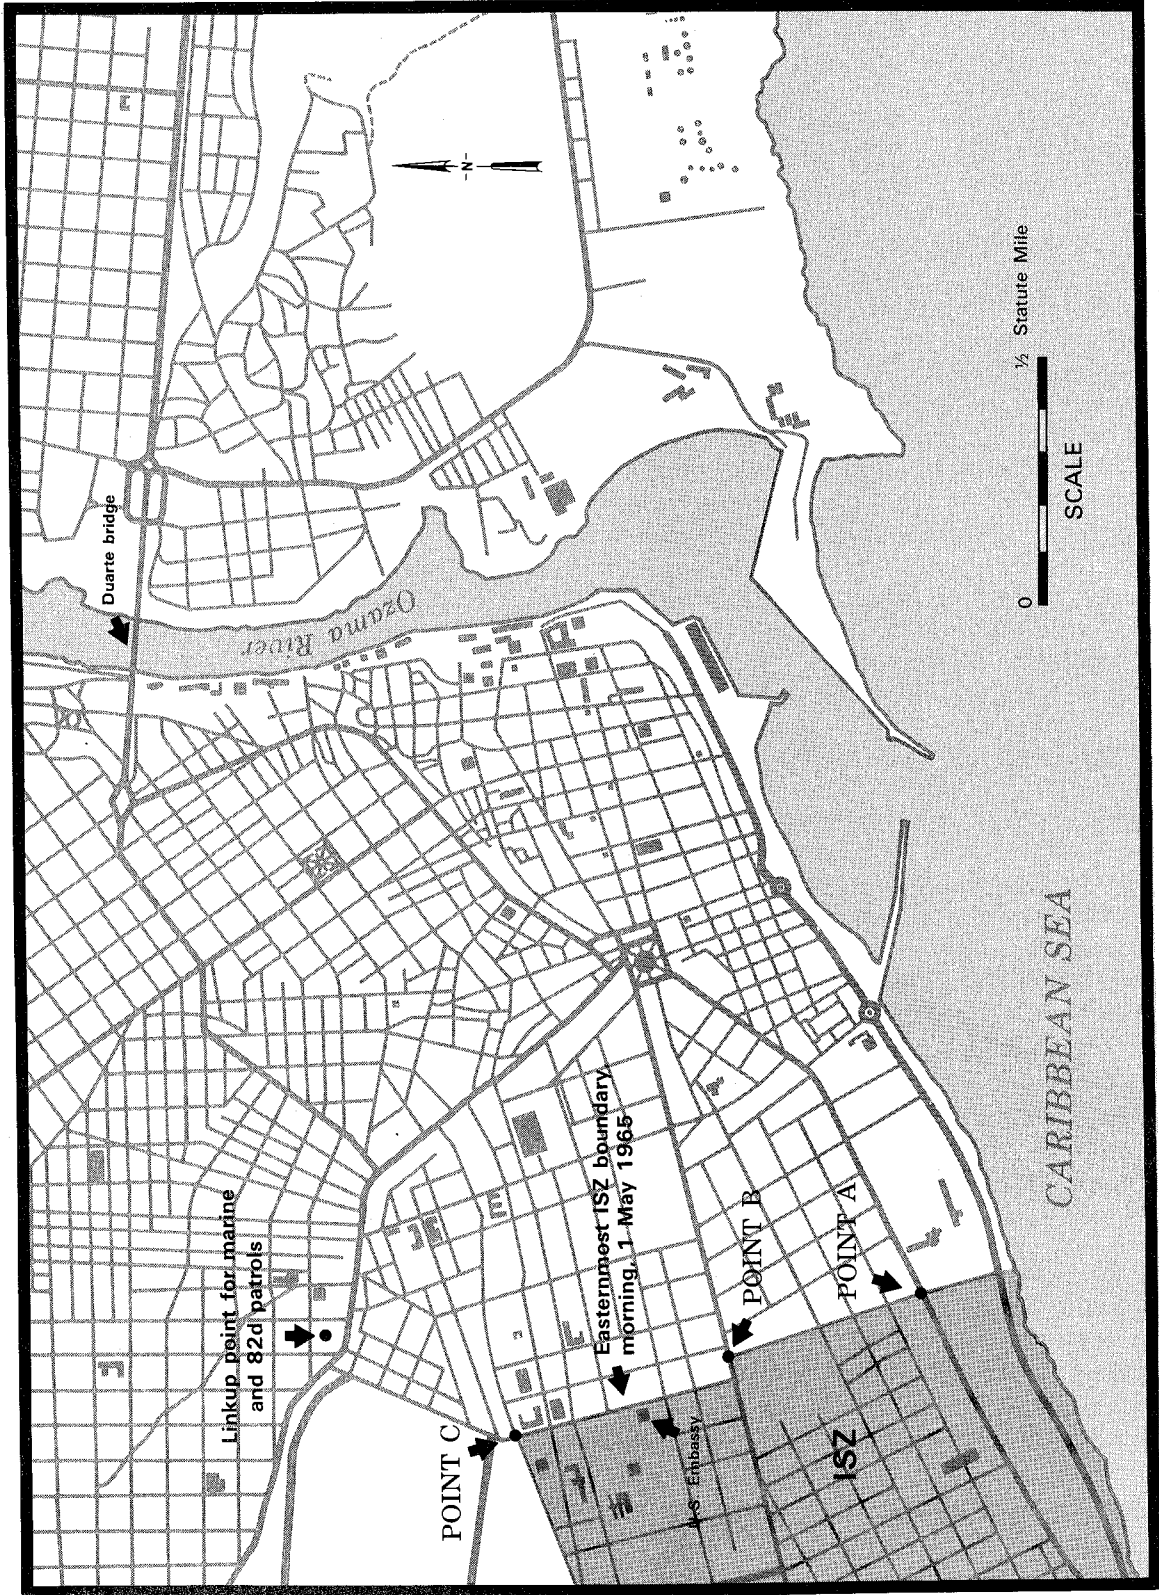 Duarte bridge
Ozama River
-N-
½ Statute Mile
0
SCALE
CARIBBEAN SEA
Linkup point for marine
and 82d patrols
Easternmost ISZ boundary,
morning, 1 May 1965
POINT C
POINT B
POINT A
U.S. Embassy
ISZ